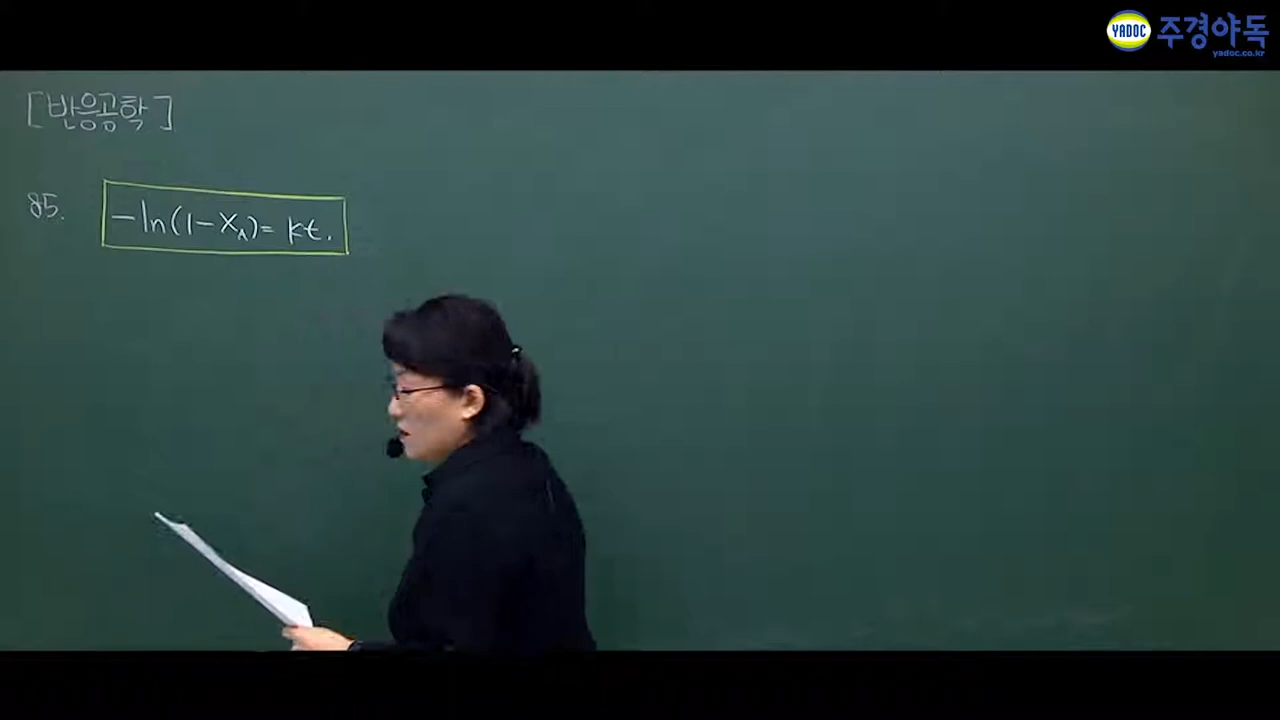 YADOC 주경야독
yadoc.co.kr
[반응공학]
85. -ln(1-X_A)= kt.